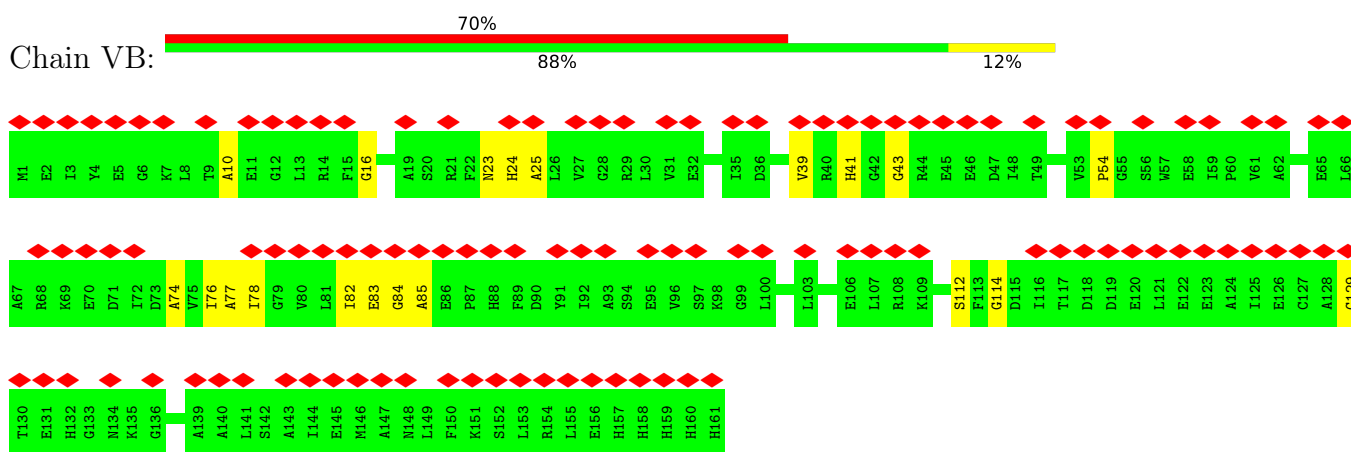 70%
Chain VB:
88% 12%
M1 E2 I3 Y4 E5 G6 K7 L8 T9 A10 E11 G12 L13 R14 F15 G16 A19 S20 R21 F22 N23 H24 A25 L26 V27 G28 R29 L30 V31 E32 I35 D36 V39 R40 H41 G42 G43 R44 E45 E46 D47 I48 T49 V53 P54 G55 S56 W57 E58 I59 P60 V61 A62 E65 L66
A67 R68 K69 E70 D71 I72 D73 A74 V75 I76 A77 I78 G79 V80 L81 I82 E83 G84 A85 E86 P87 H88 F89 D90 Y91 I92 A93 S94 E95 V96 S97 K98 G99 L100 L103 E106 L107 R108 K109 S112 F113 G114 D115 I116 T117 D118 D119 E120 L121 E122 E123 A124 I125 E126 C127 A128
T130 E131 H132 G133 N134 K135 G136 A139 A140 L141 S142 A143 I144 E145 M146 A147 N148 L149 F150 K151 S152 L153 R154 L155 E156 H157 H158 H159 H160 H161